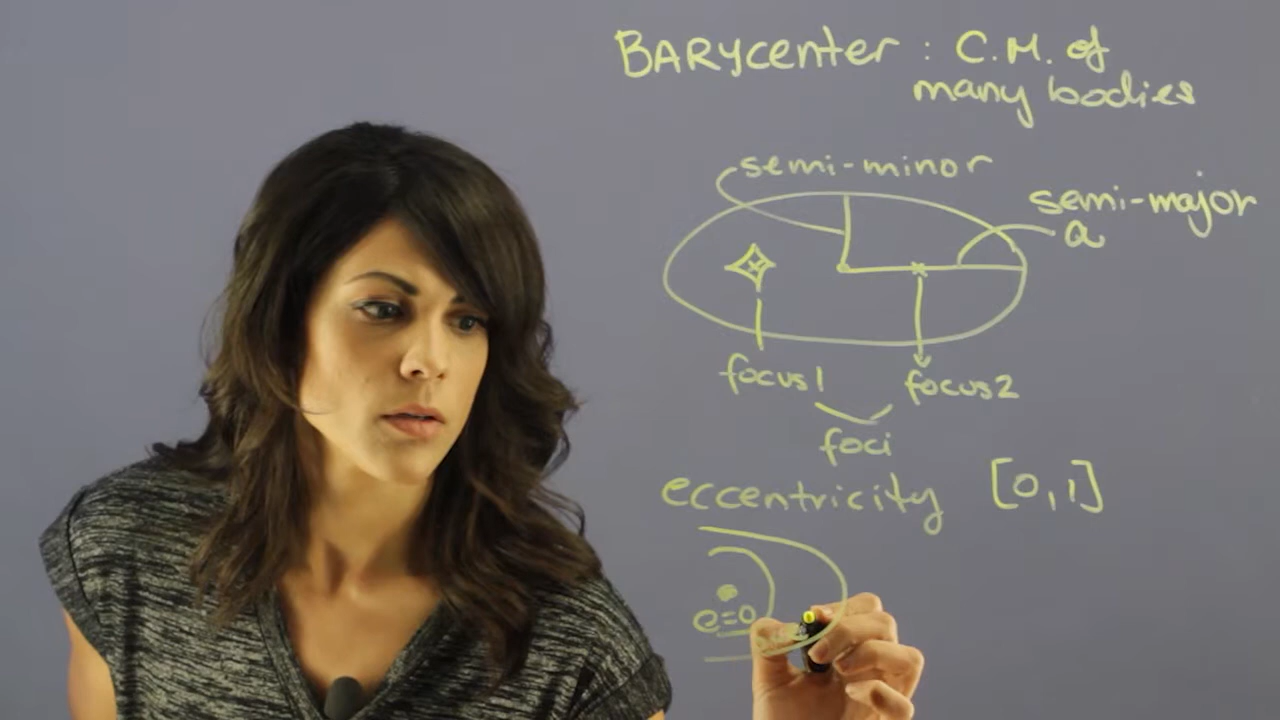 BARYcenter : C.M. of
many bodies
semi-minor
semi-major
a
focus1
focus2
foci
eccentricity [0,1]
e=0